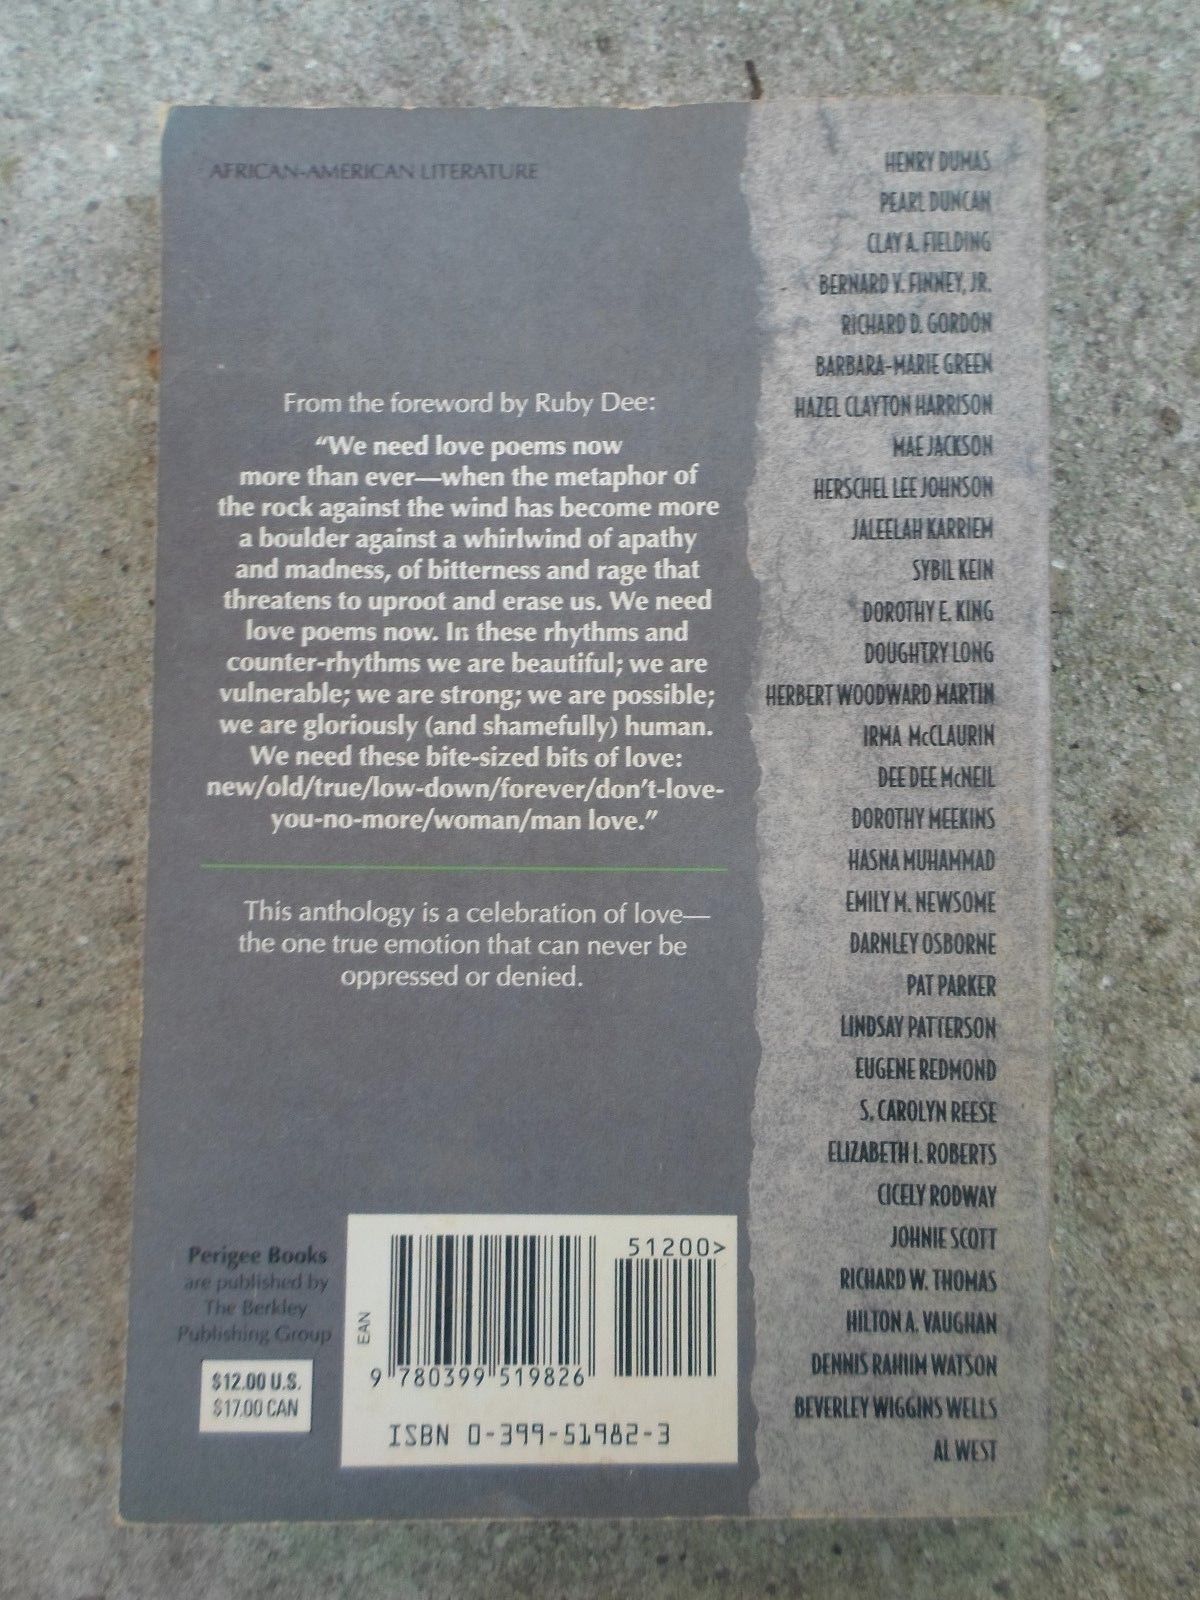 AFRICAN-AMERICAN LITERATURE
From the foreword by Ruby Dee:
“We need love poems now
more than ever—when the metaphor of
the rock against the wind has become more
a boulder against a whirlwind of apathy
and madness, of bitterness and rage that
threatens to uproot and erase us. We need
love poems now. In these rhythms and
counter-rhythms we are beautiful; we are
vulnerable; we are strong; we are possible;
we are gloriously (and shamefully) human.
We need these bite-sized bits of love:
new/old/true/low-down/forever/don’t-love-
you-no-more/woman/man love.”
This anthology is a celebration of love—
the one true emotion that can never be
oppressed or denied.
Perigee Books
are published by
The Berkley
Publishing Group
$12.00 U.S.
$17.00 CAN
EAN
51200>
9 780399 519826
ISBN 0-399-51982-3
HENRY DUMAS
PEARL DUNCAN
CLAY A. FIELDING
BERNARD V. FINNEY, JR.
RICHARD D. GORDON
BARBARA-MARIE GREEN
HAZEL CLAYTON HARRISON
MAE JACKSON
HERSCHEL LEE JOHNSON
JALEELAH KARRIEM
SYBIL KEIN
DOROTHY E. KING
DOUGHTRY LONG
HERBERT WOODWARD MARTIN
IRMA McCLAURIN
DEE DEE McNEIL
DOROTHY MEEKINS
HASNA MUHAMMAD
EMILY M. NEWSOME
DARNLEY OSBORNE
PAT PARKER
LINDSAY PATTERSON
EUGENE REDMOND
S. CAROLYN REESE
ELIZABETH I. ROBERTS
CICELY RODWAY
JOHNIE SCOTT
RICHARD W. THOMAS
HILTON A. VAUGHAN
DENNIS RAHIIM WATSON
BEVERLEY WIGGINS WELLS
AL WEST